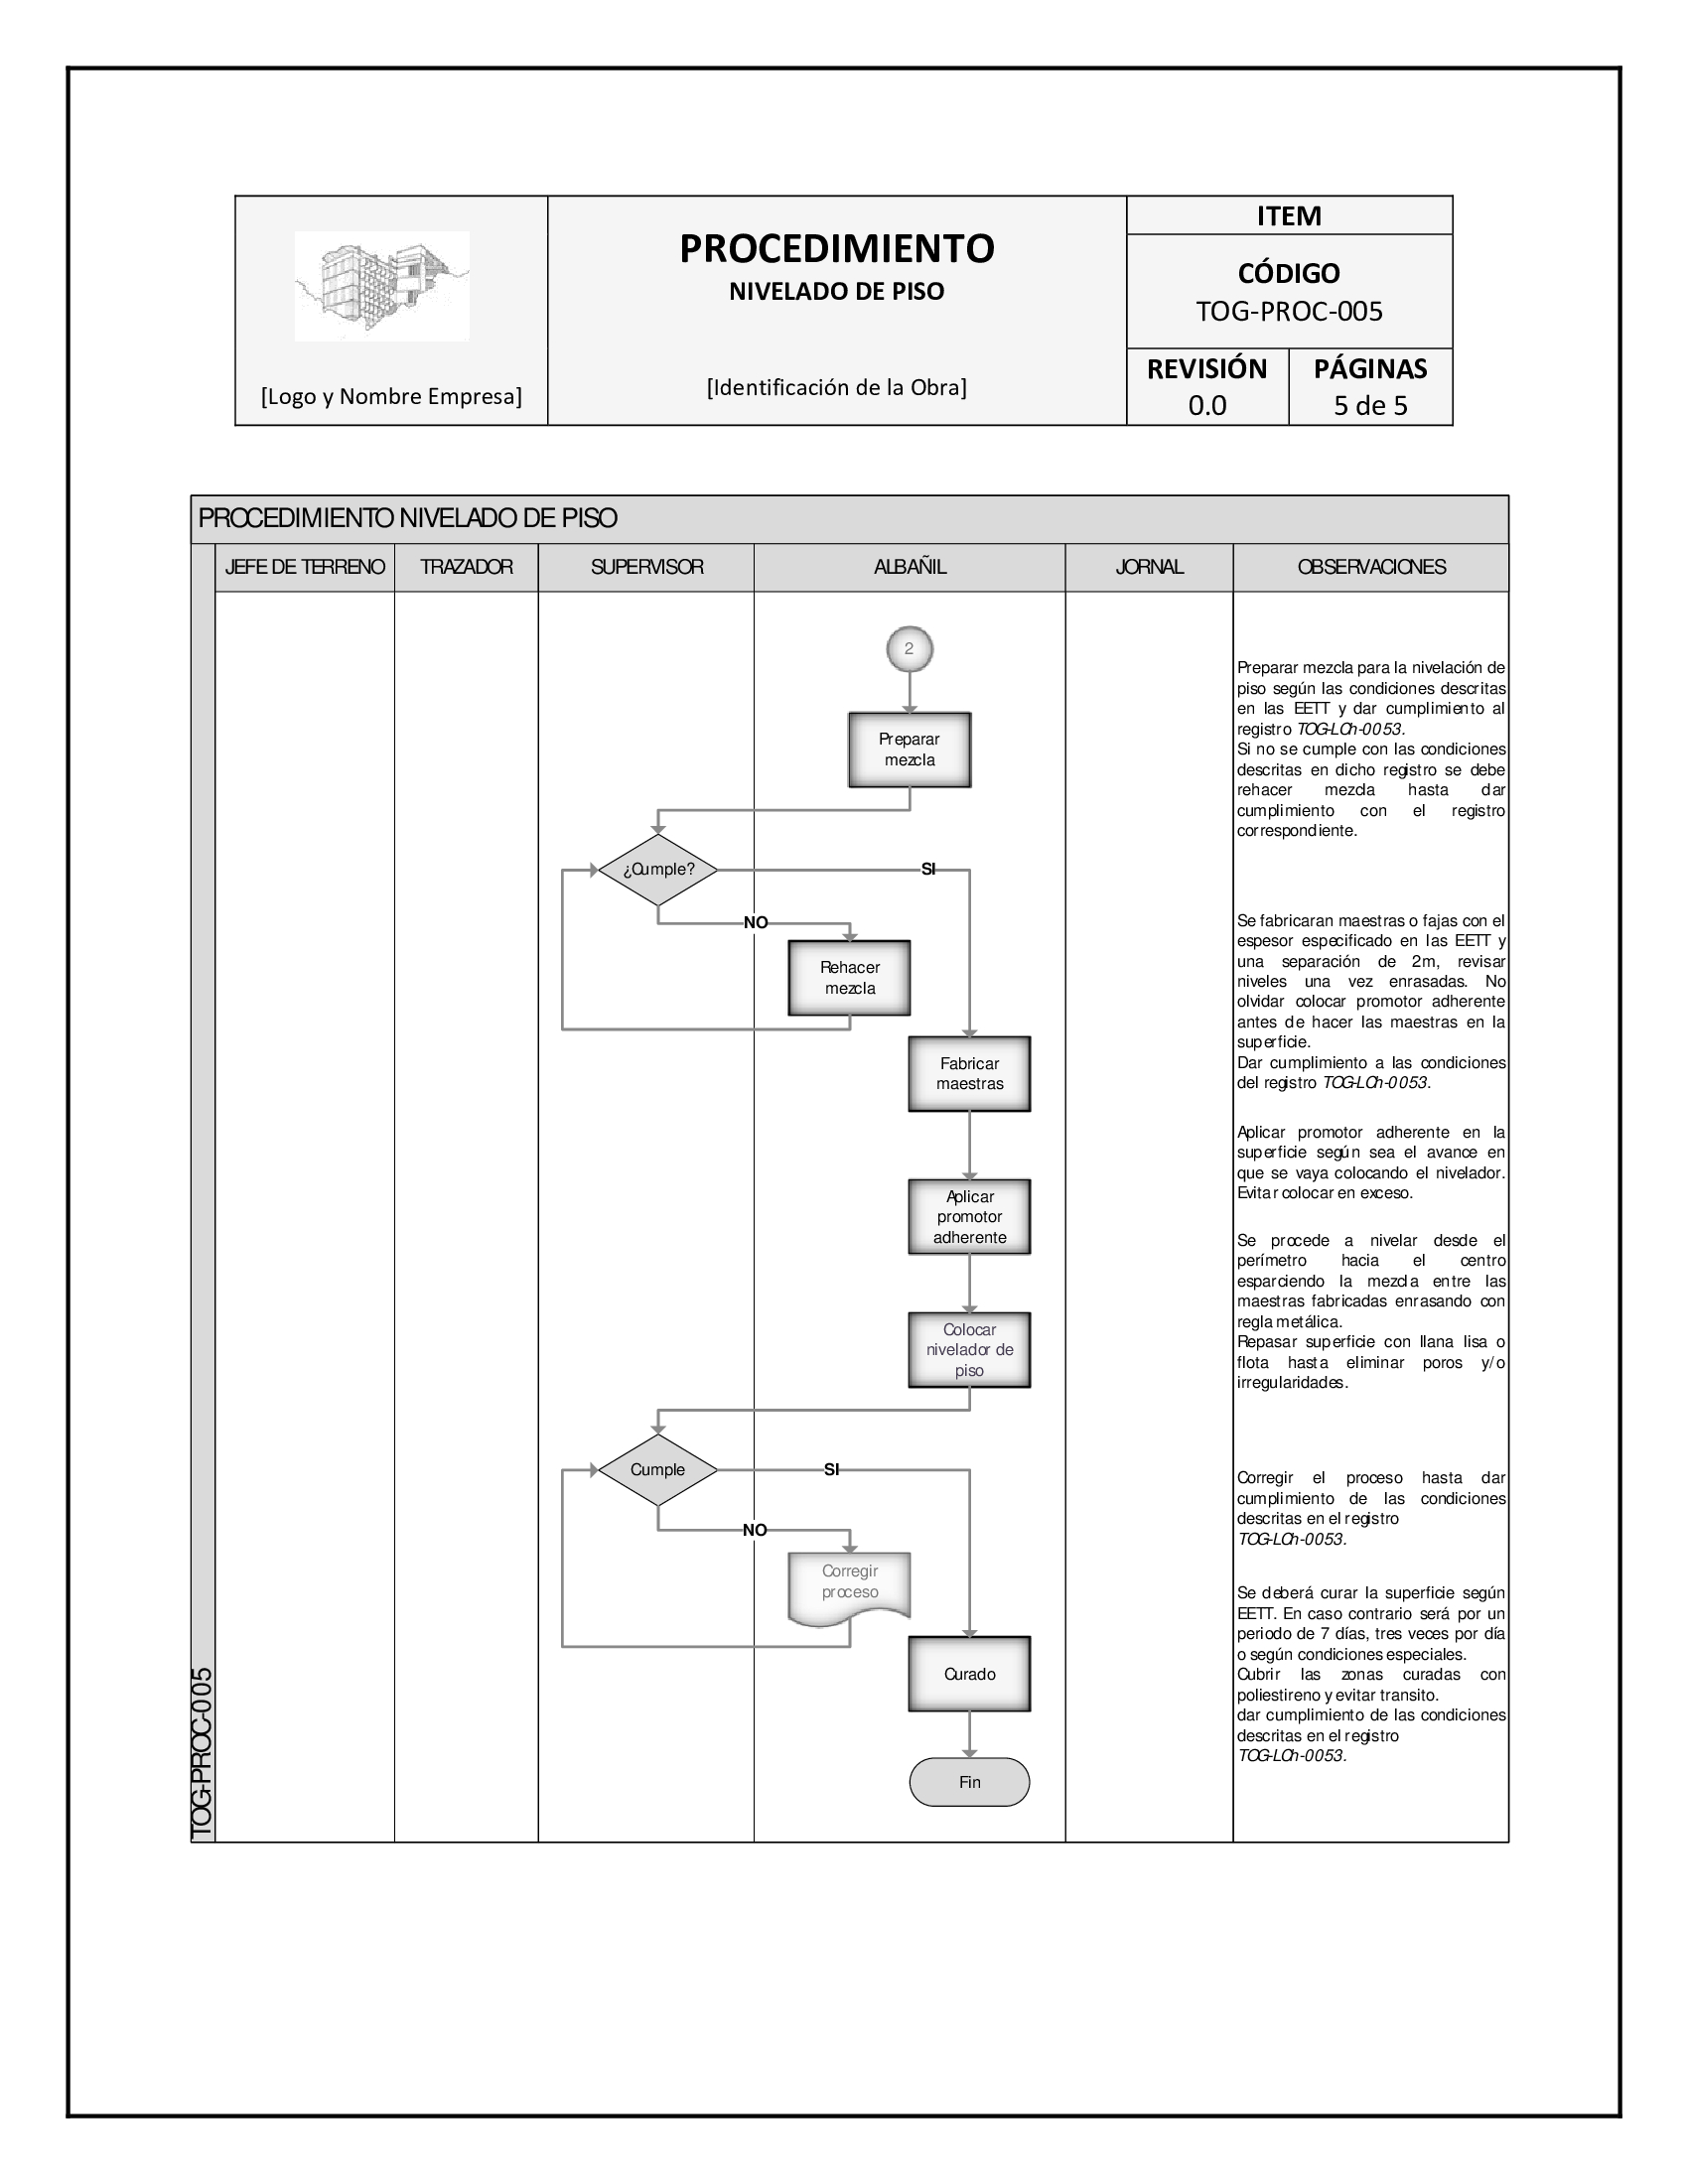 [Logo y Nombre Empresa]
PROCEDIMIENTO
NIVELADO DE PISO
[Identificación de la Obra]
ITEM
CÓDIGO
TOG-PROC-005
REVISIÓN
0.0
PÁGINAS
5 de 5
PROCEDIMIENTO NIVELADO DE PISO
JEFE DE TERRENO
TRAZADOR
SUPERVISOR
ALBAÑIL
JORNAL
OBSERVACIONES
TOG-PROC-005
2
Preparar
mezcla
¿Cumple?
SI
NO
Rehacer
mezcla
Fabricar
maestras
Aplicar
promotor
adherente
Colocar
nivelador de
piso
Cumple
SI
NO
Corregir
proceso
Curado
Fin
Preparar mezcla para la nivelación de
piso según las condiciones descritas
en las EETT y dar cumplimiento al
registro TOG-LCh-0053.
Si no se cumple con las condiciones
descritas en dicho registro se debe
rehacer mezcla hasta dar
cumplimiento con el registro
correspondiente.
Se fabricaran maestras o fajas con el
espesor especificado en las EETT y
una separación de 2m, revisar
niveles una vez enrasadas. No
olvidar colocar promotor adherente
antes de hacer las maestras en la
superficie.
Dar cumplimiento a las condiciones
del registro TOG-LCh-0053.
Aplicar promotor adherente en la
superficie según sea el avance en
que se vaya colocando el nivelador.
Evitar colocar en exceso.
Se procede a nivelar desde el
perímetro hacia el centro
esparciendo la mezcla entre las
maestras fabricadas enrasando con
regla metálica.
Repasar superficie con llana lisa o
flota hasta eliminar poros y/o
irregularidades.
Corregir el proceso hasta dar
cumplimiento de las condiciones
descritas en el registro
TOG-LCh-0053.
Se deberá curar la superficie según
EETT. En caso contrario será por un
periodo de 7 días, tres veces por día
o según condiciones especiales.
Cubrir las zonas curadas con
poliestireno y evitar transito.
dar cumplimiento de las condiciones
descritas en el registro
TOG-LCh-0053.